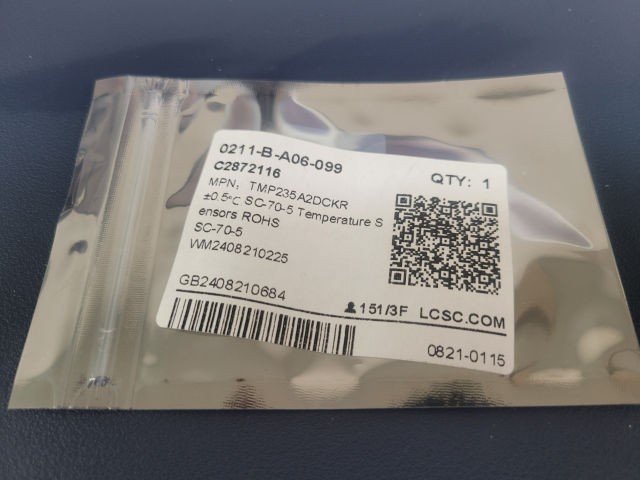 0211-B-A06-099
C2872116
QTY: 1
MPN: TMP235A2DCKR
±0.5℃ SC-70-5 Temperature S
ensors ROHS
SC-70-5
WM2408210225
GB2408210684
151/3F LCSC.COM
0821-0115